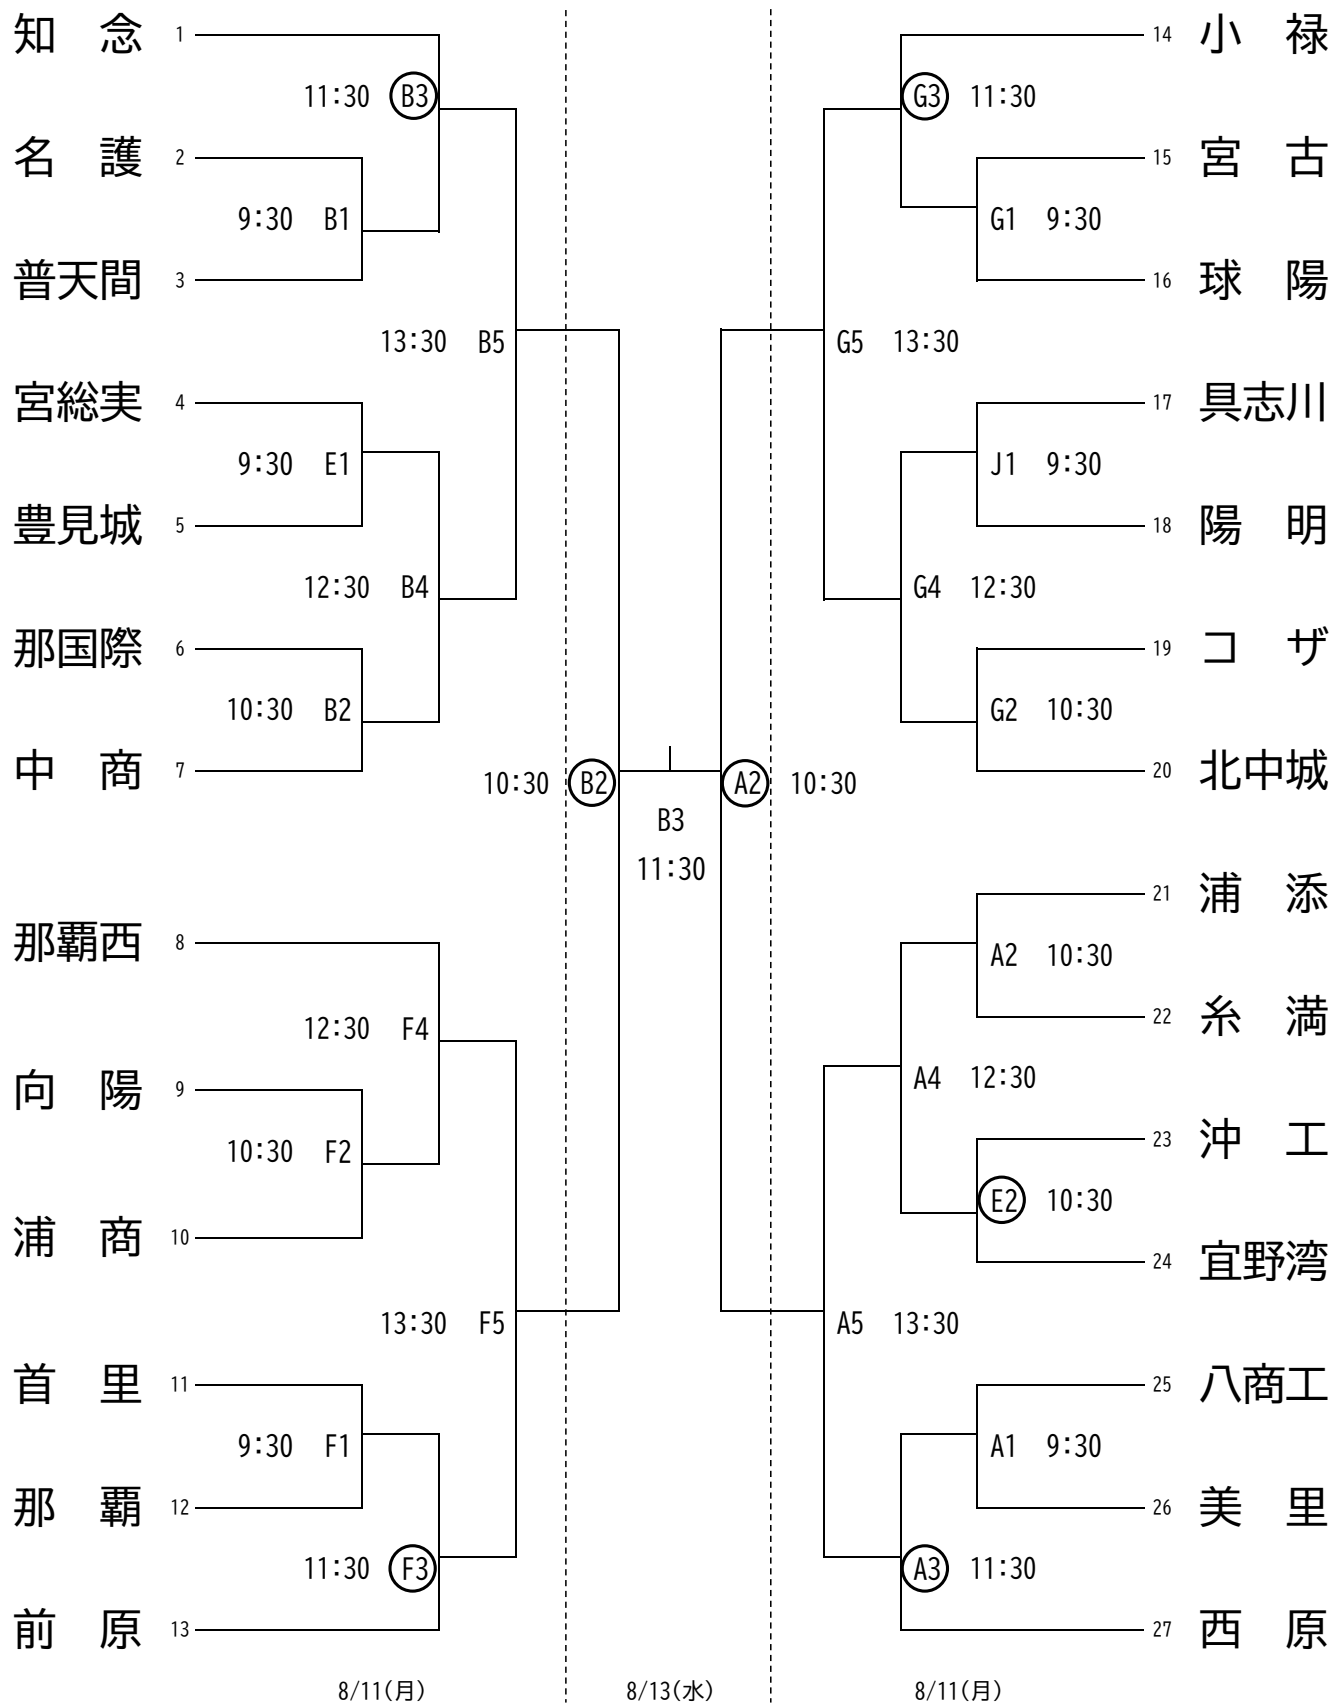 知　念 1
11:30 B3
名　護 2
9:30 B1
普天間 3
13:30 B5
宮総実 4
9:30 E1
豊見城 5
12:30 B4
那国際 6
10:30 B2
中　商 7
那覇西 8
12:30 F4
向　陽 9
10:30 F2
浦　商 10
13:30 F5
首　里 11
9:30 F1
那　覇 12
11:30 F3
前　原 13
8/11(月)
10:30 B2
B3
11:30
A2 10:30
8/13(水)
14 小　禄
G3 11:30
15 宮　古
G1 9:30
16 球　陽
G5 13:30
17 具志川
J1 9:30
18 陽　明
G4 12:30
19 コ　ザ
G2 10:30
20 北中城
21 浦　添
A2 10:30
22 糸　満
A4 12:30
23 沖　工
E2 10:30
24 宜野湾
A5 13:30
25 八商工
A1 9:30
26 美　里
A3 11:30
27 西　原
8/11(月)